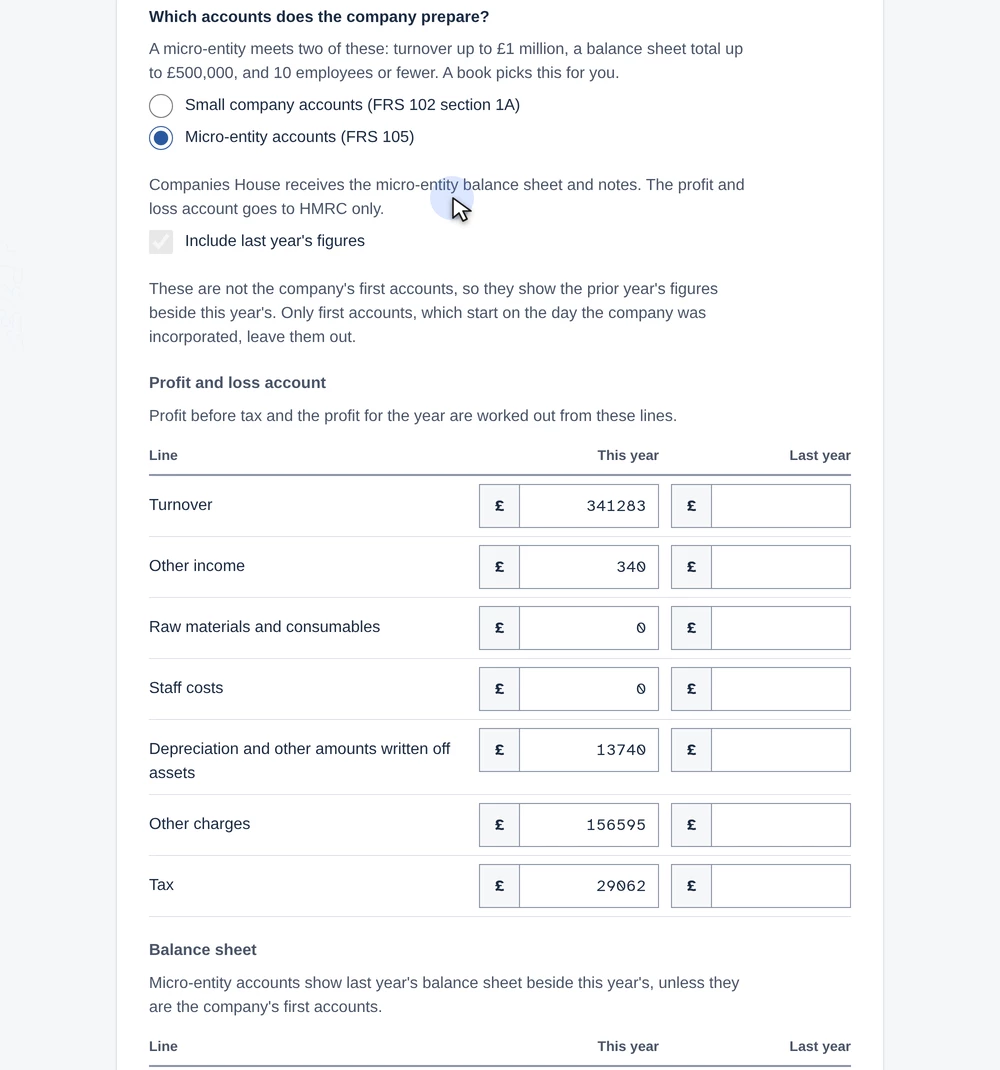 Which accounts does the company prepare?
A micro-entity meets two of these: turnover up to £1 million, a balance sheet total up
to £500,000, and 10 employees or fewer. A book picks this for you.
Small company accounts (FRS 102 section 1A)
Micro-entity accounts (FRS 105)
Companies House receives the micro-entity balance sheet and notes. The profit and
loss account goes to HMRC only.
Include last year's figures
These are not the company's first accounts, so they show the prior year's figures
beside this year's. Only first accounts, which start on the day the company was
incorporated, leave them out.
Profit and loss account
Profit before tax and the profit for the year are worked out from these lines.
Line This year Last year
Turnover £ 341283 £
Other income £ 340 £
Raw materials and consumables £ 0 £
Staff costs £ 0 £
Depreciation and other amounts written off £ 13740 £
assets
Other charges £ 156595 £
Tax £ 29062 £
Balance sheet
Micro-entity accounts show last year's balance sheet beside this year's, unless they
are the company's first accounts.
Line This year Last year